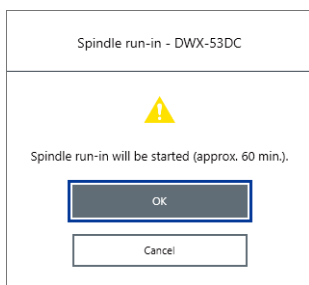 Spindle run-in - DWX-53DC
Spindle run-in will be started (approx. 60 min.).
OK
Cancel